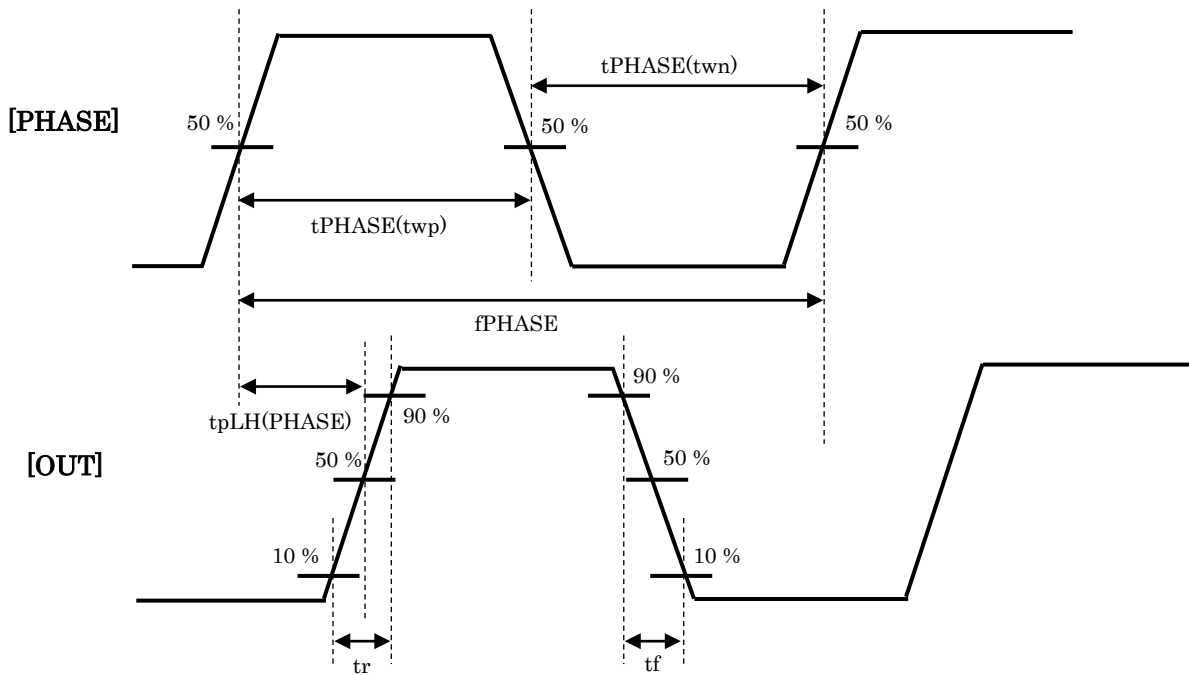 tPHASE(twn)
[PHASE]
50 %
50 %
50 %
tPHASE(twp)
fPHASE
90 %
tpLH(PHASE)
90 %
[OUT]
50 %
50 %
10 %
10 %
tr
tf